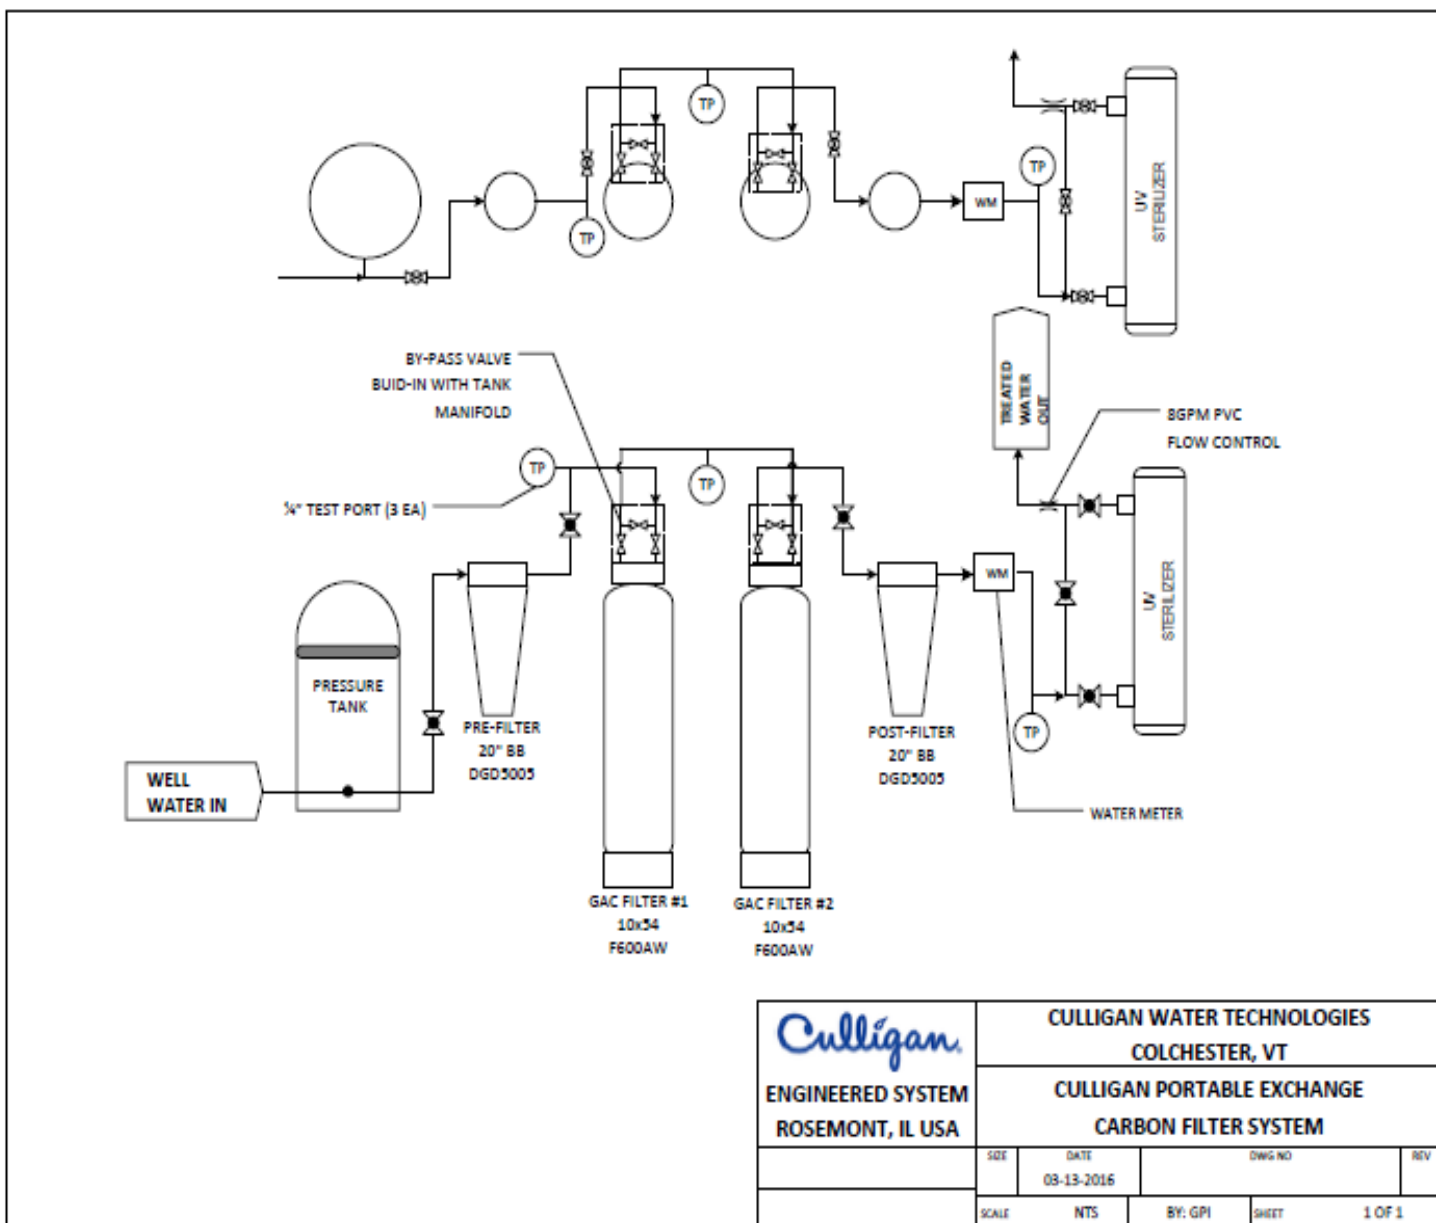 TP
TP
TP
WM
UV
STERILIZER
BY-PASS VALVE
BUID-IN WITH TANK
MANIFOLD
TREATED
WATER
OUT
8GPM PVC
FLOW CONTROL
TP
TP
¼" TEST PORT (3 EA)
WM
UV
STERILIZER
PRESSURE
TANK
PRE-FILTER
20" BB
DGD5005
POST-FILTER
20" BB
DGD5005
TP
WELL
WATER IN
WATER METER
GAC FILTER #1
10x54
F600AW
GAC FILTER #2
10x54
F600AW
Culligan
ENGINEERED SYSTEM
ROSEMONT, IL USA
CULLIGAN WATER TECHNOLOGIES
COLCHESTER, VT
CULLIGAN PORTABLE EXCHANGE
CARBON FILTER SYSTEM
SIZE DATE DWG NO REV
03-13-2016
SCALE NTS BY: GPI SHEET 1 OF 1